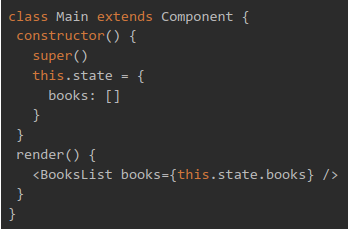 class Main extends Component {
 constructor() {
  super()
  this.state = {
    books: []
  }
 }
 render() {
  <BooksList books={this.state.books} />
 }
}